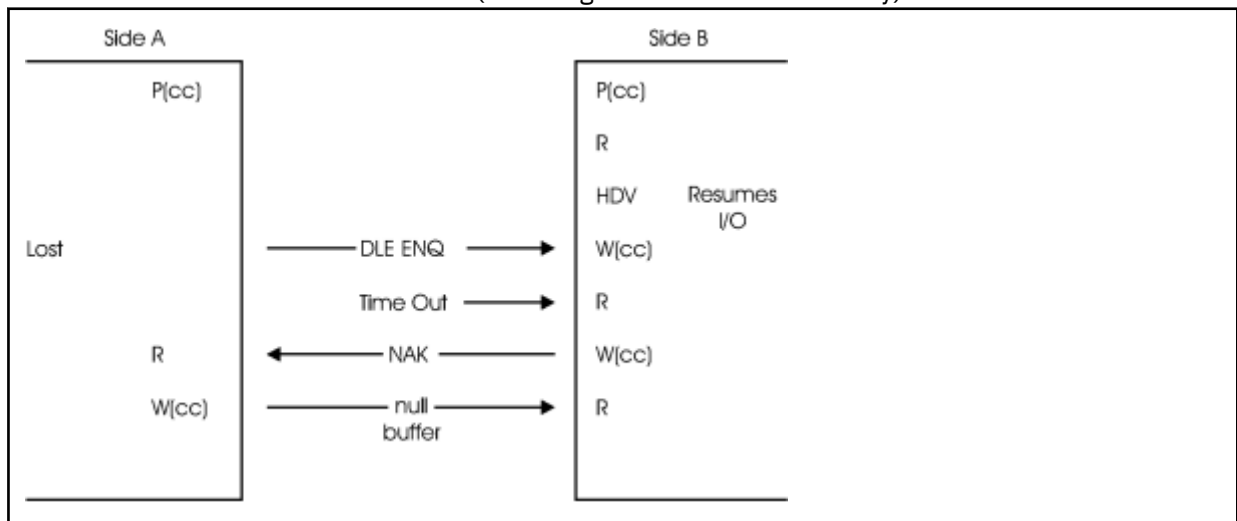 Side A Side B
P(cc) P(cc)
R
HDV Resumes
I/O
Lost DLE ENQ W(cc)
Time Out R
R NAK W(cc)
W(cc) null R
buffer